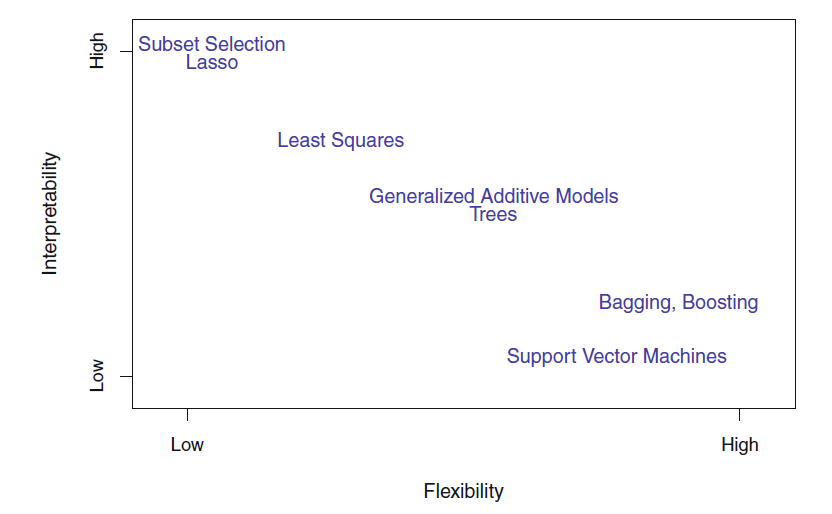 High
Subset Selection
Lasso
Least Squares
Interpretability
Generalized Additive Models
Trees
Bagging, Boosting
Support Vector Machines
Low
Low
High
Flexibility